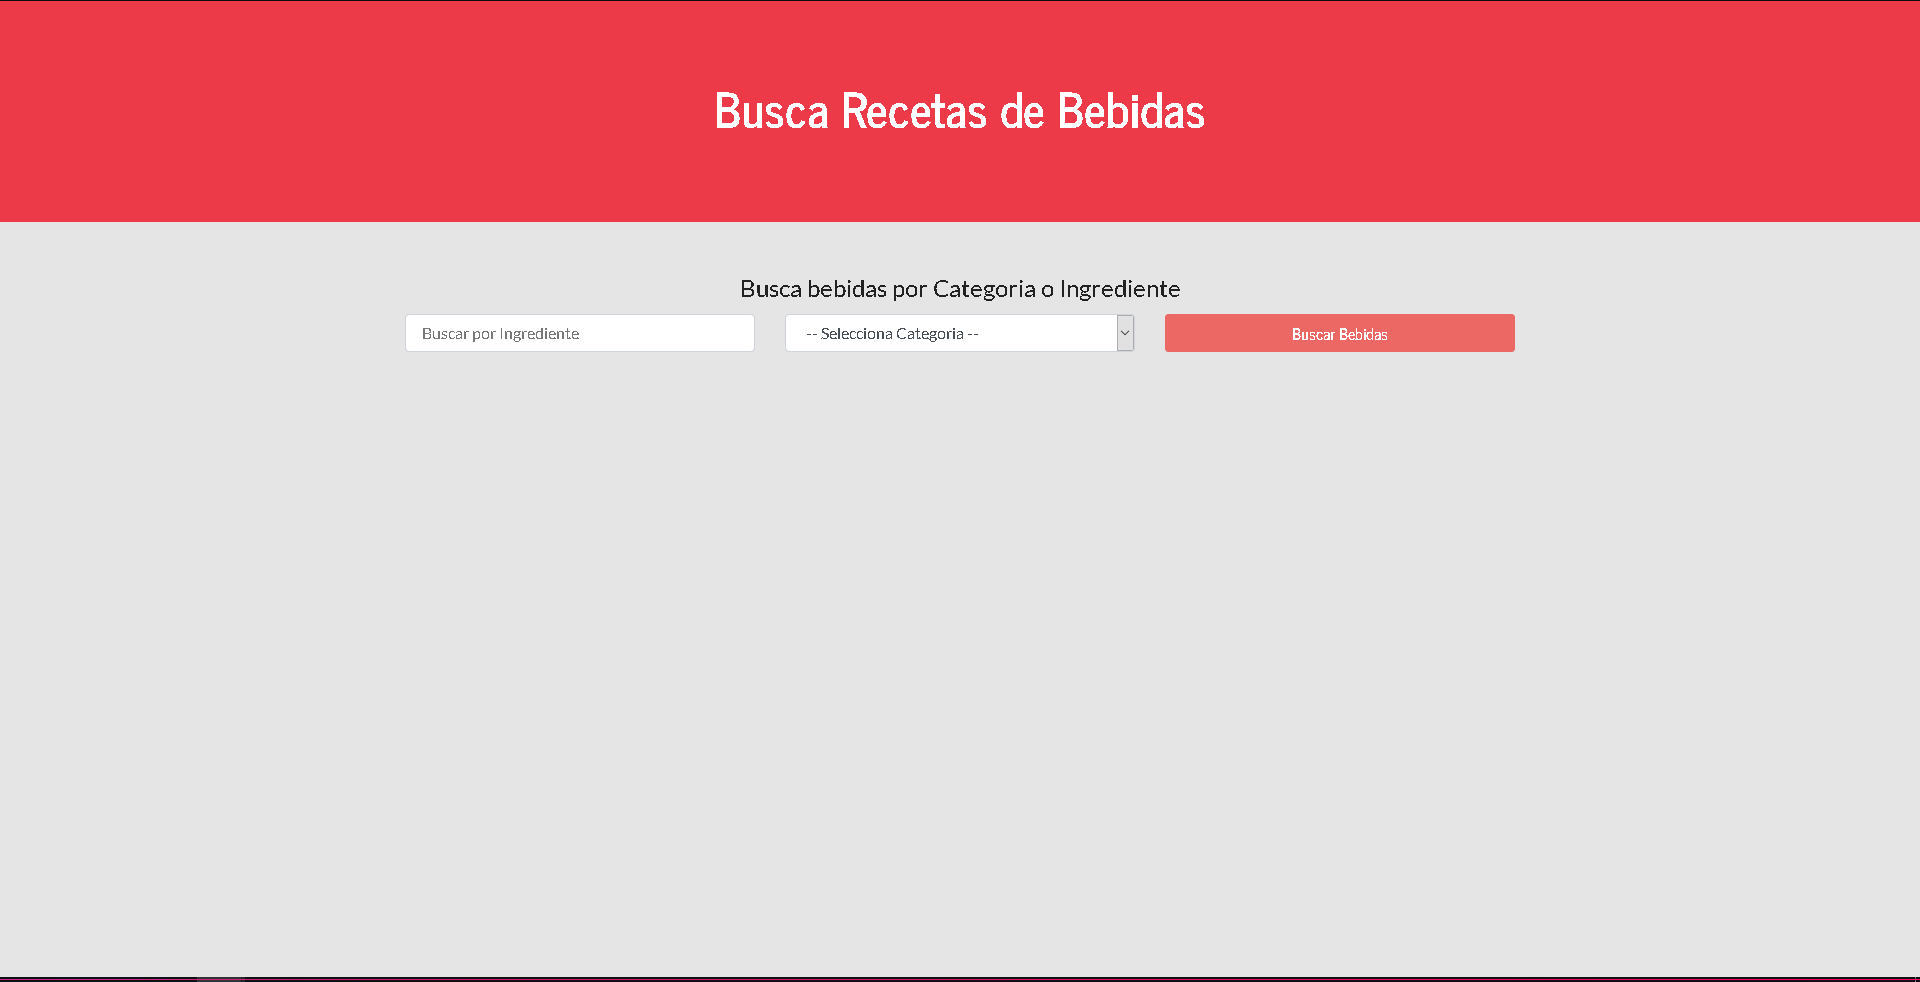 Busca Recetas de Bebidas
Busca bebidas por Categoria o Ingrediente
Buscar por Ingrediente
-- Selecciona Categoria --
Buscar Bebidas